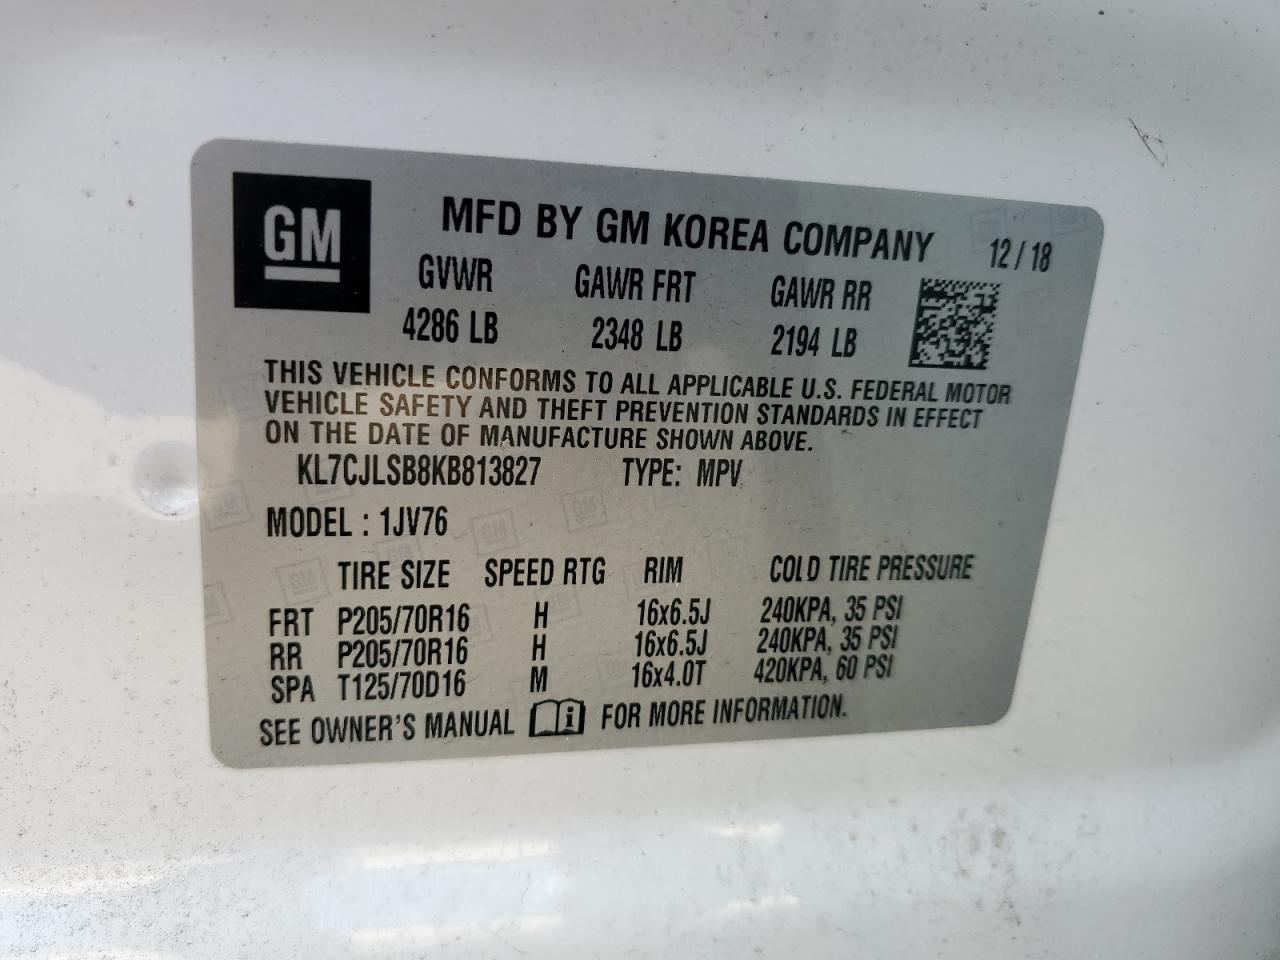 GM
MFD BY GM KOREA COMPANY 12/18
GVWR GAWR FRT GAWR RR
4286 LB 2348 LB 2194 LB
THIS VEHICLE CONFORMS TO ALL APPLICABLE U.S. FEDERAL MOTOR
VEHICLE SAFETY AND THEFT PREVENTION STANDARDS IN EFFECT
ON THE DATE OF MANUFACTURE SHOWN ABOVE.
KL7CJLSB8KB813827 TYPE: MPV
MODEL : 1JV76
TIRE SIZE SPEED RTG RIM COLD TIRE PRESSURE
FRT P205/70R16 H 16x6.5J 240KPA, 35 PSI
RR P205/70R16 H 16x6.5J 240KPA, 35 PSI
SPA T125/70D16 M 16x4.0T 420KPA, 60 PSI
SEE OWNER'S MANUAL i FOR MORE INFORMATION.